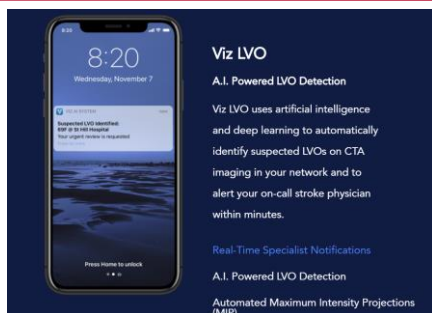 8:20
8:20
Wednesday, November 7
VIZ AI SYSTEM
Suspected LVO Identified.
69F @ St Hill Hospital
Your urgent review is requested
Press Home to unlock
Viz LVO
A.I. Powered LVO Detection
Viz LVO uses artificial intelligence
and deep learning to automatically
identify suspected LVOs on CTA
imaging in your network and to
alert your on-call stroke physician
within minutes.
Real-Time Specialist Notifications
A.I. Powered LVO Detection
Automated Maximum Intensity Projections
(MIP)